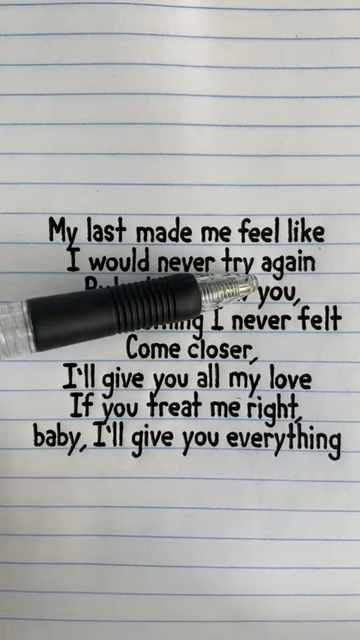 My last made me feel like
I would never try again
you,
I never felt
Come closer,
I'll give you all my love
If you treat me right,
baby, I'll give you everything